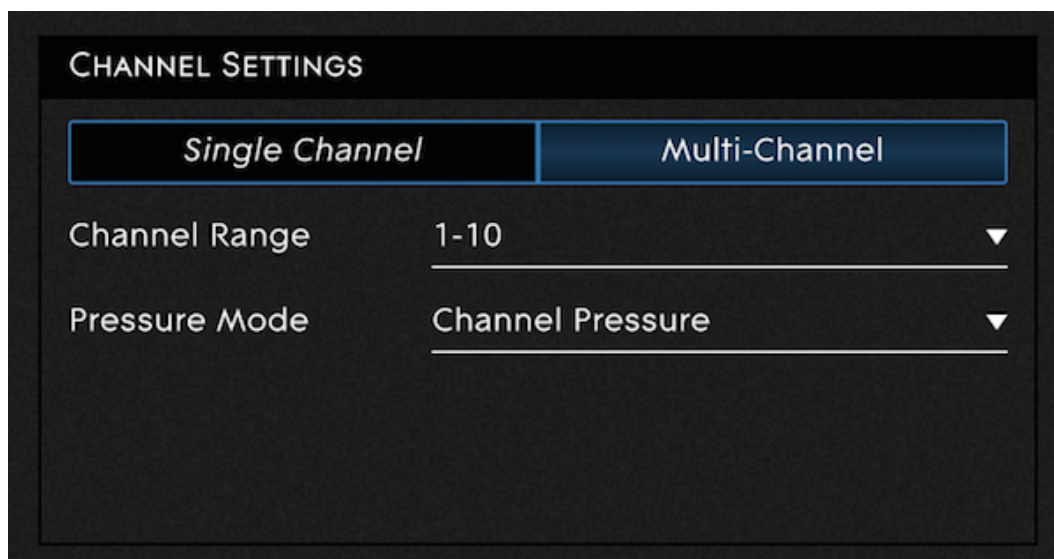 CHANNEL SETTINGS
Single Channel Multi-Channel
Channel Range 1-10
Pressure Mode Channel Pressure